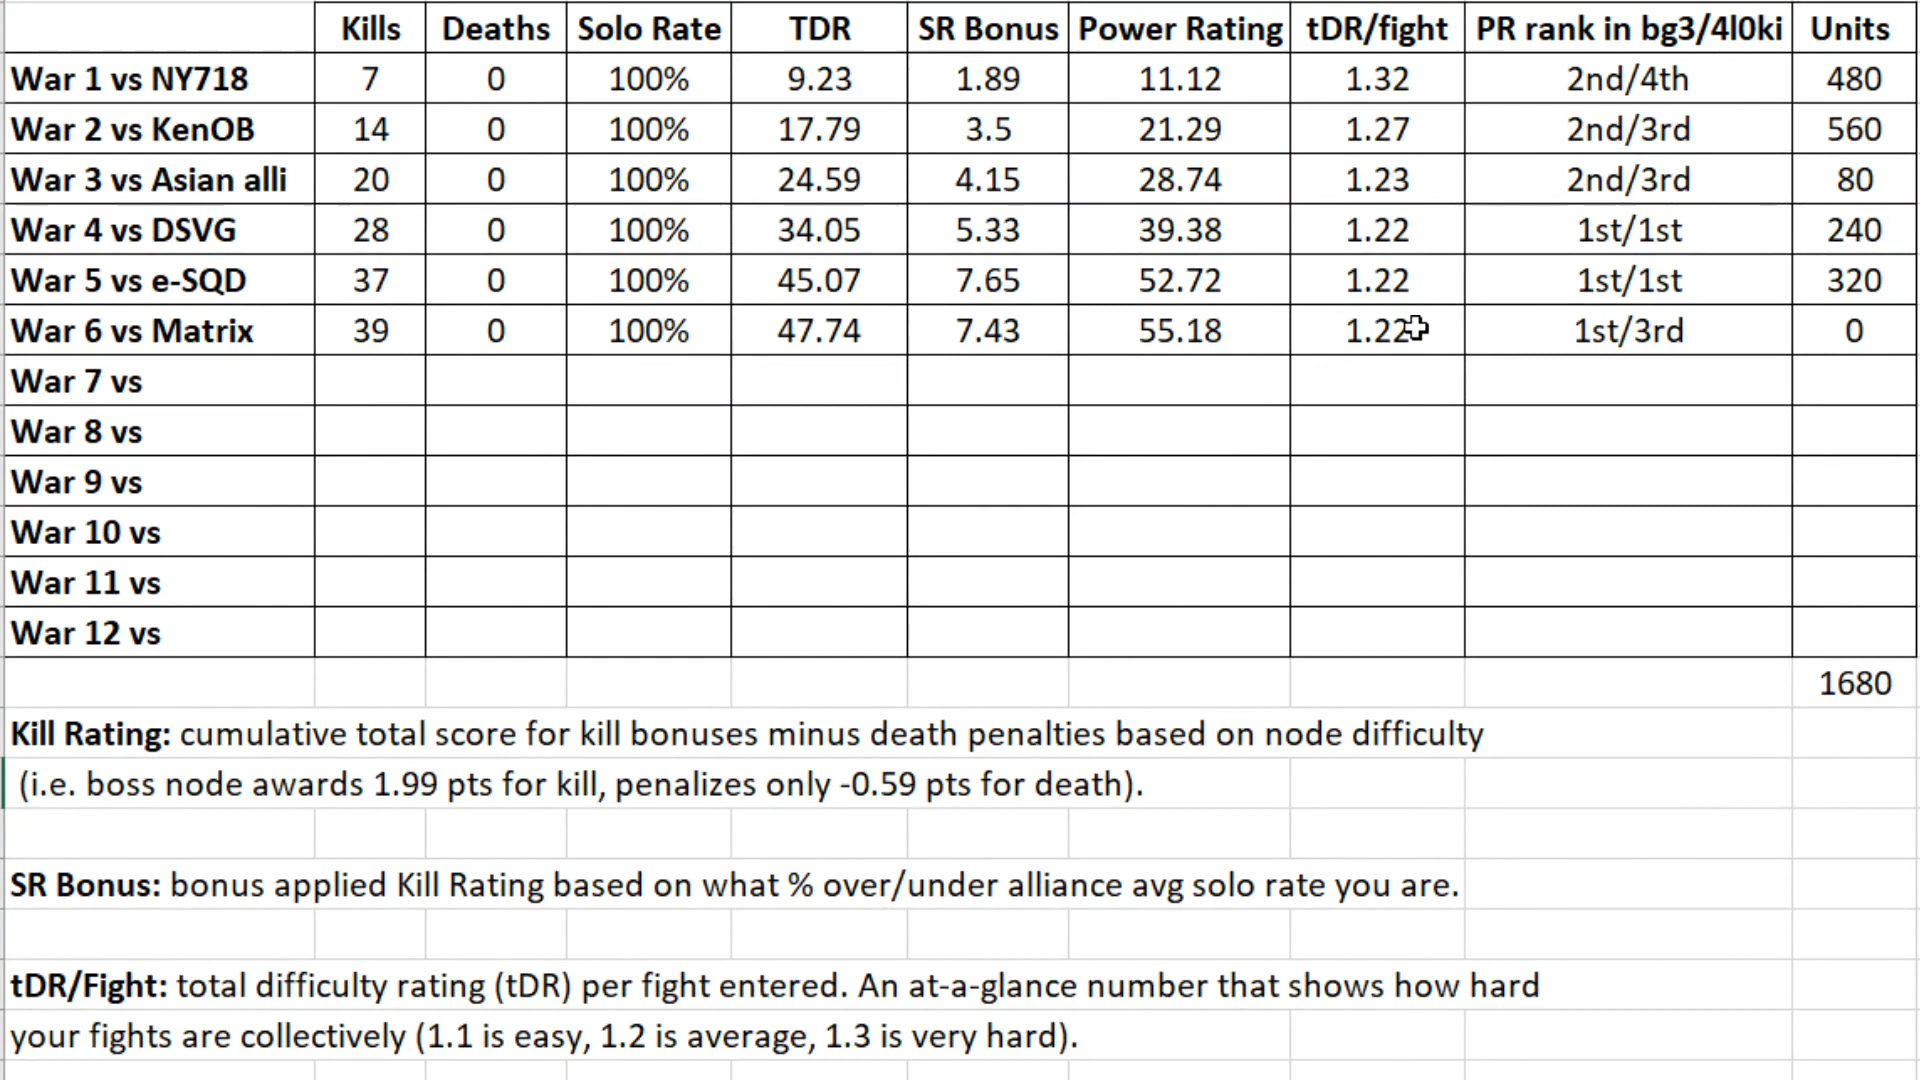 Kills Deaths Solo Rate TDR SR Bonus Power Rating tDR/fight PR rank in bg3/4l0ki Units
War 1 vs NY718 7 0 100% 9.23 1.89 11.12 1.32 2nd/4th 480
War 2 vs KenOB 14 0 100% 17.79 3.5 21.29 1.27 2nd/3rd 560
War 3 vs Asian alli 20 0 100% 24.59 4.15 28.74 1.23 2nd/3rd 80
War 4 vs DSVG 28 0 100% 34.05 5.33 39.38 1.22 1st/1st 240
War 5 vs e-SQD 37 0 100% 45.07 7.65 52.72 1.22 1st/1st 320
War 6 vs Matrix 39 0 100% 47.74 7.43 55.18 1.22 1st/3rd 0
War 7 vs
War 8 vs
War 9 vs
War 10 vs
War 11 vs
War 12 vs
1680
Kill Rating: cumulative total score for kill bonuses minus death penalties based on node difficulty
(i.e. boss node awards 1.99 pts for kill, penalizes only -0.59 pts for death).
SR Bonus: bonus applied Kill Rating based on what % over/under alliance avg solo rate you are.
tDR/Fight: total difficulty rating (tDR) per fight entered. An at-a-glance number that shows how hard
your fights are collectively (1.1 is easy, 1.2 is average, 1.3 is very hard).